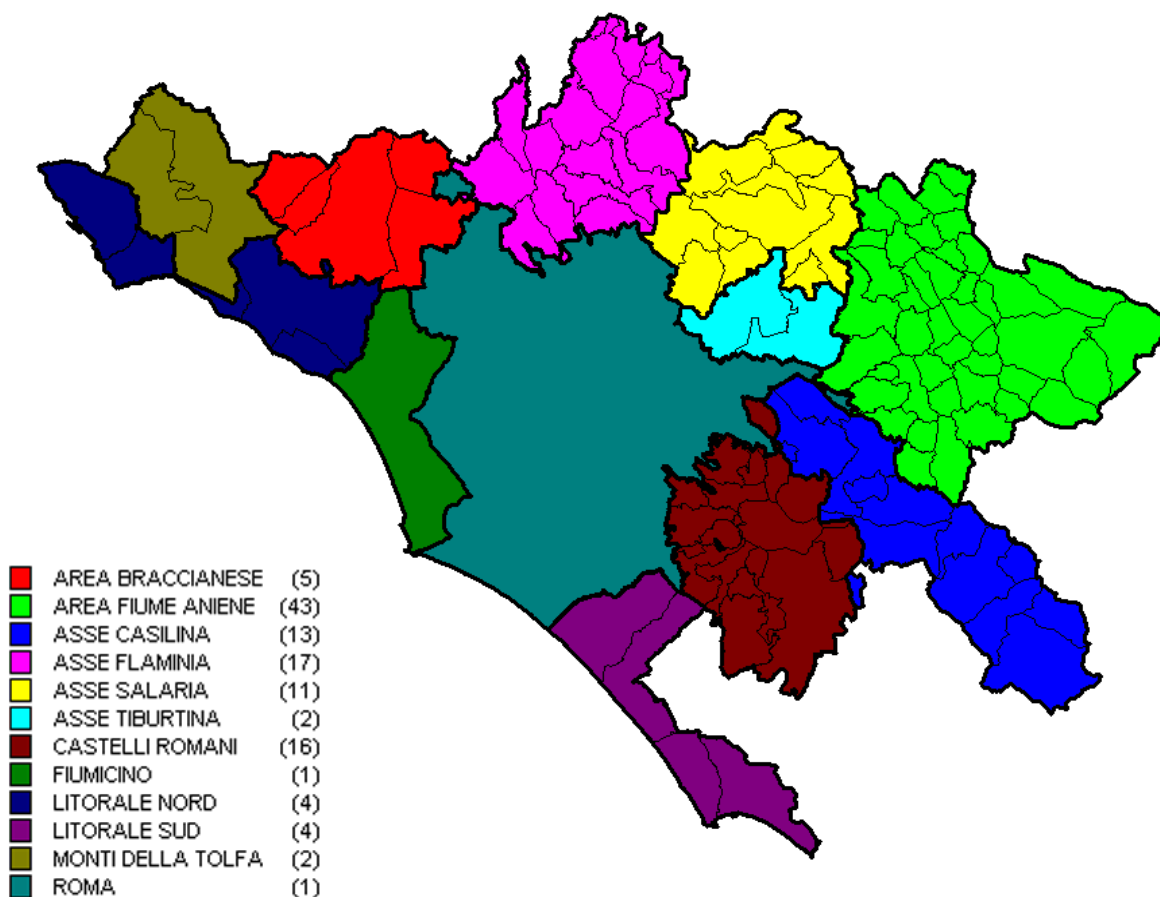 AREA BRACCIANESE (5)
AREA FIUME ANIENE (43)
ASSE CASILINA (13)
ASSE FLAMINIA (17)
ASSE SALARIA (11)
ASSE TIBURTINA (2)
CASTELLI ROMANI (16)
FIUMICINO (1)
LITORALE NORD (4)
LITORALE SUD (4)
MONTI DELLA TOLFA (2)
ROMA (1)